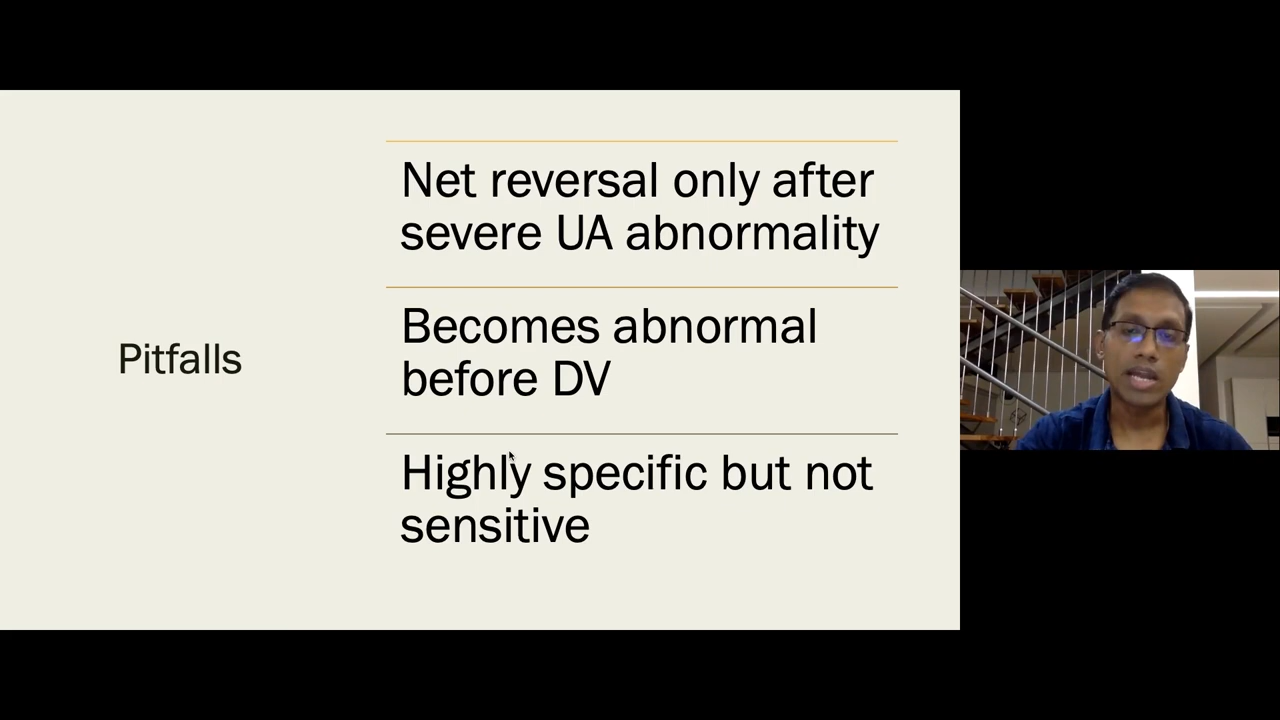 Pitfalls
Net reversal only after
severe UA abnormality
Becomes abnormal
before DV
Highly specific but not
sensitive